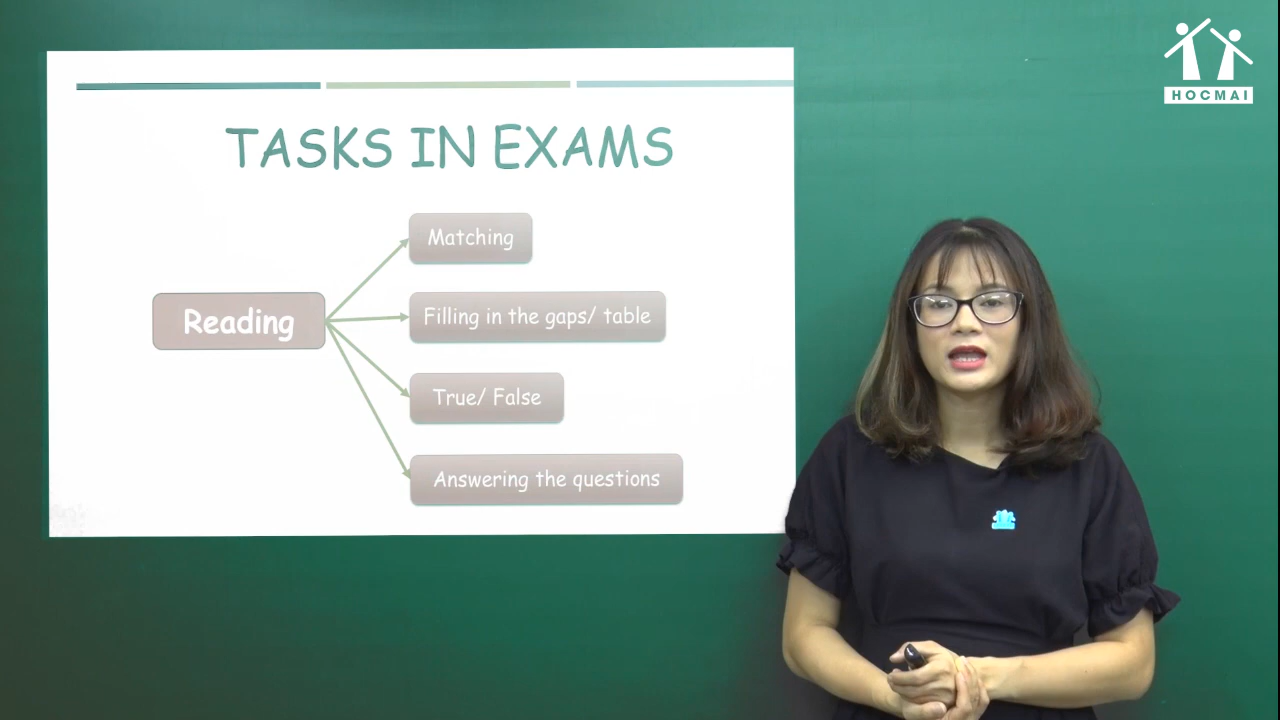 HOCMAI
TASKS IN EXAMS
Matching
Filling in the gaps/ table
Reading
True/ False
Answering the questions